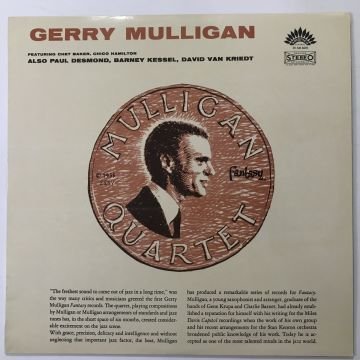 GERRY MULLIGAN
FEATURING CHET BAKER, CHICO HAMILTON
ALSO PAUL DESMOND, BARNEY KESSEL, DAVID VAN KRIEDT
STEREO
MULLIGAN
QUARTET
Fantasy
"The freshest sound to come out of jazz in a long time," was
the way many critics and musicians greeted the first Gerry
Mulligan Fantasy records. The quartet, playing compositions
by Mulligan or Mulligan arrangements of standards and jazz
tunes has, in the short space of six months, created consider-
able excitement on the jazz scene.
With grace, precision, delicacy and intelligence and without
neglecting that important jazz factor, the beat, Mulligan
has produced a remarkable series of records for Fantasy.
Mulligan, a young saxophonist and arranger, graduate of the
bands of Gene Krupa and Charlie Barnet, had already estab-
lished a reputation for himself with his writing for the Miles
Davis Capitol recordings when the work of his own group
and his recent arrangements for the Stan Kenton orchestra
broadened public knowledge of his work. Today he is ac-
cepted as one of the most talented minds in the jazz world.